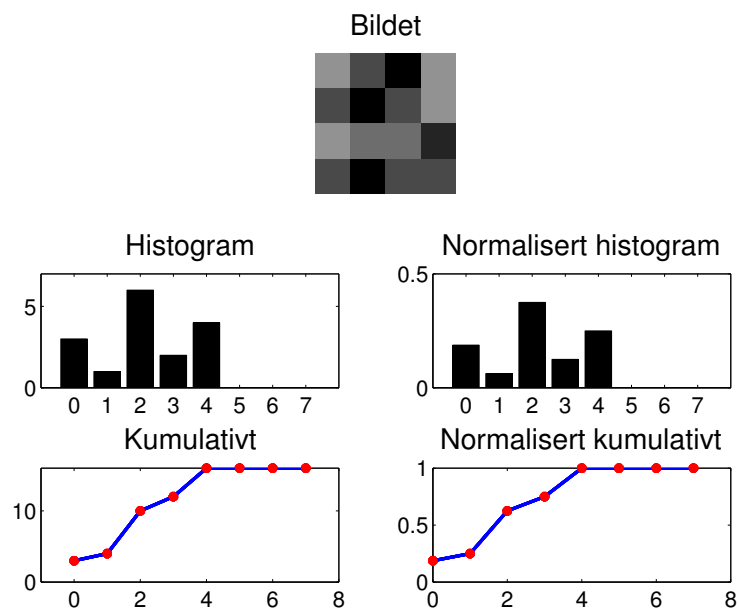 Bildet
Histogram
5
0
0 1 2 3 4 5 6 7
Normalisert histogram
0.5
0
0 1 2 3 4 5 6 7
Kumulativt
10
0
0 2 4 6 8
Normalisert kumulativt
1
0.5
0
0 2 4 6 8